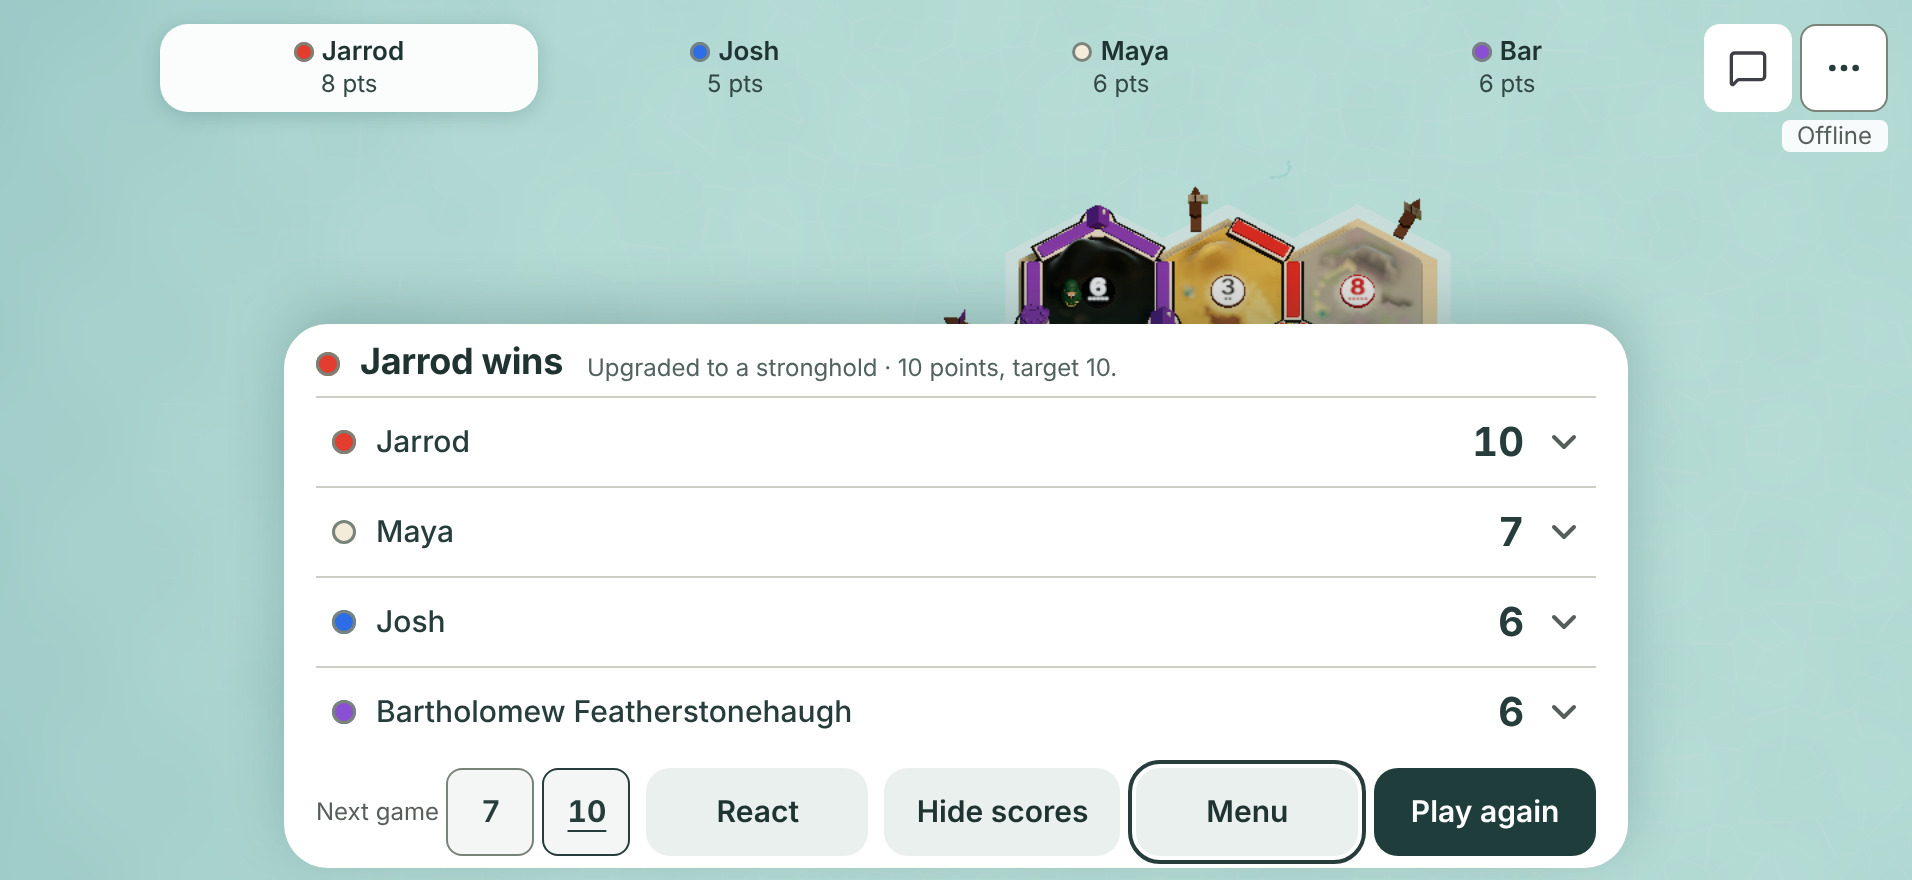 Jarrod
8 pts
Josh
5 pts
Maya
6 pts
Bar
6 pts
Offline
6
3
8
Jarrod wins
Upgraded to a stronghold · 10 points, target 10.
Jarrod 10
Maya 7
Josh 6
Bartholomew Featherstonehaugh 6
Next game 7 10 React Hide scores Menu Play again